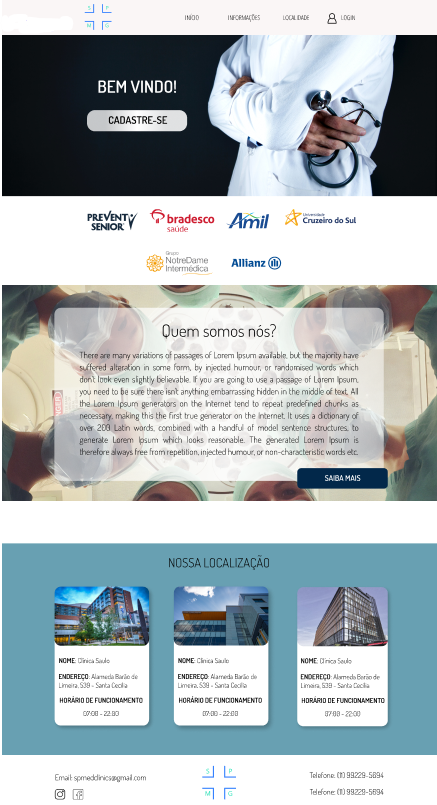 S P
M G
INÍCIO INFORMAÇÕES LOCALIDADE LOGIN
BEM VINDO!
CADASTRE-SE
PREVENT SENIOR
bradesco saúde
Amil
Universidade
Cruzeiro do Sul
Grupo
NotreDame
Intermédica
Allianz
Quem somos nós?
There are many variations of passages of Lorem Ipsum available, but the majority have
suffered alteration in some form, by injected humour, or randomised words which
don't look even slightly believable. If you are going to use a passage of Lorem Ipsum,
you need to be sure there isn't anything embarrassing hidden in the middle of text. All
the Lorem Ipsum generators on the Internet tend to repeat predefined chunks as
necessary, making this the first true generator on the Internet. It uses a dictionary of
over 200 Latin words, combined with a handful of model sentence structures, to
generate Lorem Ipsum which looks reasonable. The generated Lorem Ipsum is
therefore always free from repetition, injected humour, or non-characteristic words etc.
SAIBA MAIS
NOSSA LOCALIZAÇÃO
NOME: Clínica Saulo
ENDEREÇO: Alameda Barão de
Limeira, 539 - Santa Cecília
HORÁRIO DE FUNCIONAMENTO
07:00 - 22:00
NOME: Clínica Saulo
ENDEREÇO: Alameda Barão de
Limeira, 539 - Santa Cecília
HORÁRIO DE FUNCIONAMENTO
07:00 - 22:00
NOME: Clínica Saulo
ENDEREÇO: Alameda Barão de
Limeira, 539 - Santa Cecília
HORÁRIO DE FUNCIONAMENTO
07:00 - 22:00
Email: spmedclinics@gmail.com
S P
M G
Telefone: (11) 99229-5694
Telefone: (11) 99229-5694